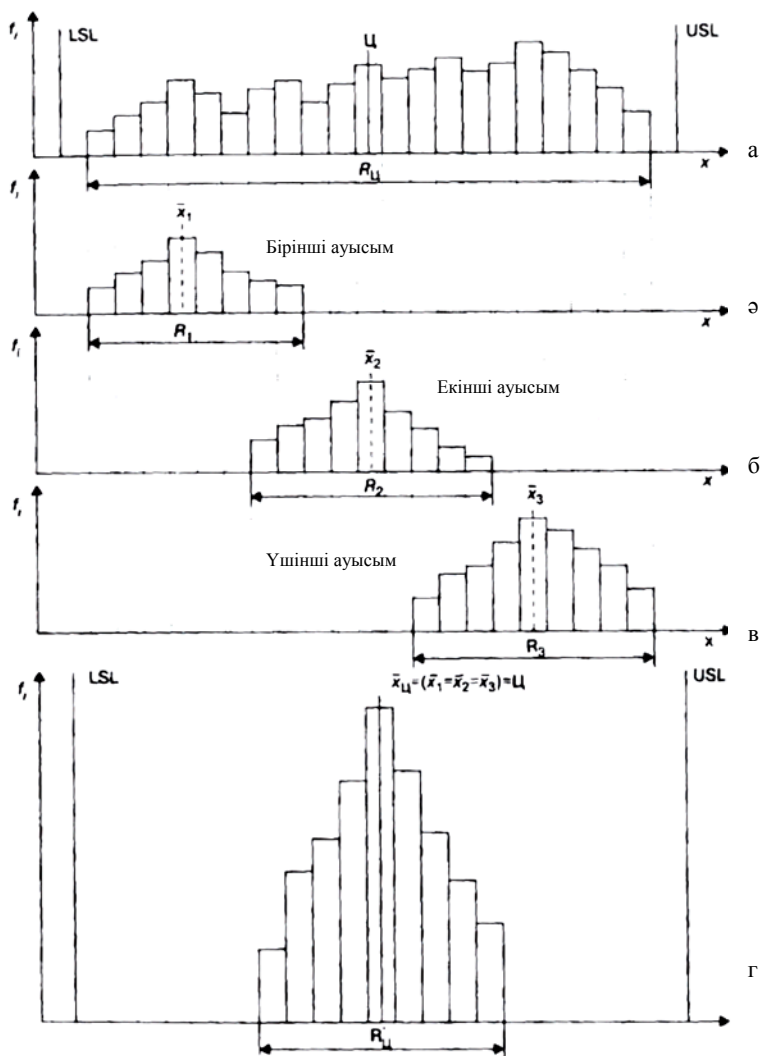 fᵢ LSL Ц USL
x а
R_Ц
fᵢ x̄₁
Бірінші ауысым
x ә
R₁
fᵢ x̄₂
Екінші ауысым
x б
R₂
fᵢ x̄₃
Үшінші ауысым
x в
R₃
fᵢ LSL x̄_Ц=(x̄₁=x̄₂=x̄₃)=Ц USL
г
R_Ц